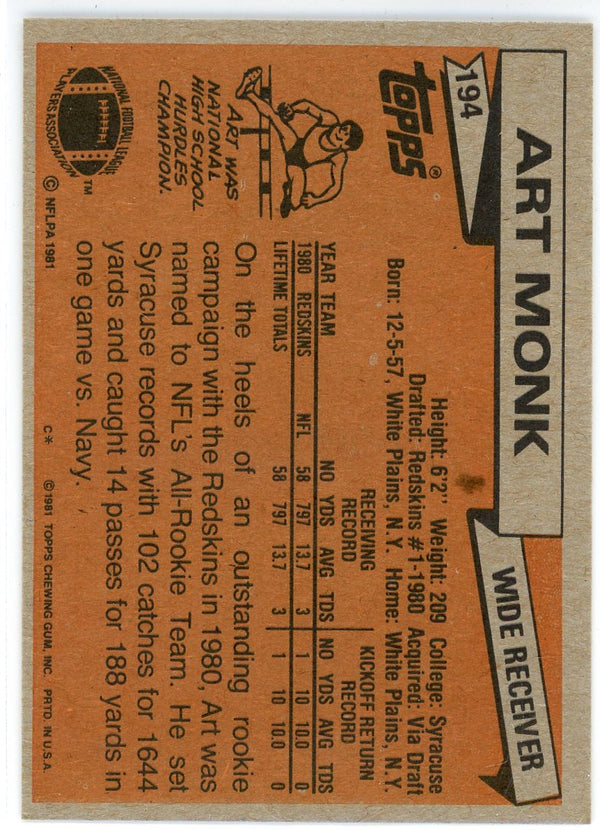 194
ART MONK
WIDE RECEIVER
topps®
Height: 6'2" Weight: 209 College: Syracuse
Drafted: Redskins #1-1980 Acquired: Via Draft
Born: 12-5-57, White Plains, N.Y. Home: White Plains, N.Y.
RECEIVING RECORD KICKOFF RETURN RECORD
YEAR TEAM NO YDS AVG TDS NO YDS AVG TDS
1980 REDSKINS NFL 58 797 13.7 3 1 10 10.0 0
LIFETIME TOTALS 58 797 13.7 3 1 10 10.0 0
ART WAS
NATIONAL
HIGH SCHOOL
HURDLES
CHAMPION.
On the heels of an outstanding rookie
campaign with the Redskins in 1980, Art was
named to NFL's All-Rookie Team. He set
Syracuse records with 102 catches for 1644
yards and caught 14 passes for 188 yards in
one game vs. Navy.
NATIONAL FOOTBALL LEAGUE
PLAYERS ASSOCIATION
™
© NFLPA 1981
C* ©1981 TOPPS CHEWING GUM, INC. PRTD. IN U.S.A.